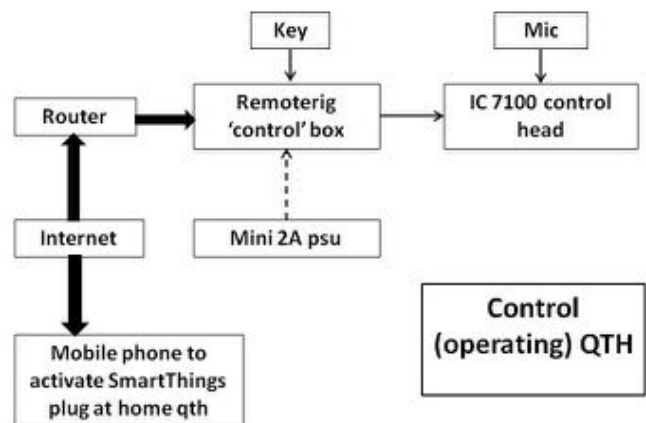 Key
Mic
Router
Remoterig
‘control’ box
IC 7100 control
head
Internet
Mini 2A psu
Control
(operating) QTH
Mobile phone to
activate SmartThings
plug at home qth